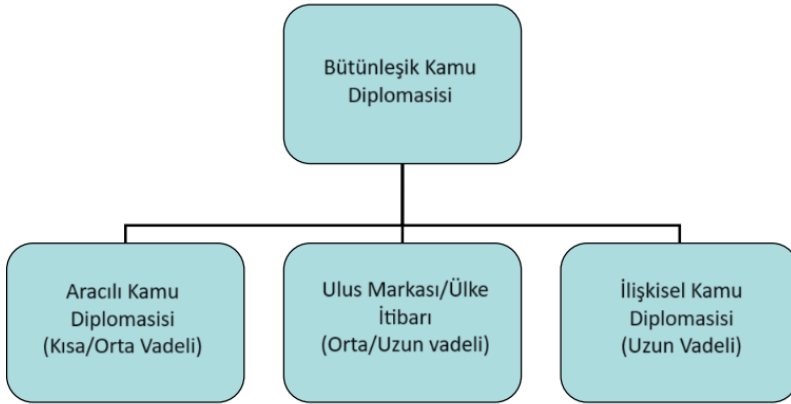 Bütünleşik Kamu
Diplomasisi
Aracılı Kamu
Diplomasisi
(Kısa/Orta Vadeli)
Ulus Markası/Ülke
İtibarı
(Orta/Uzun vadeli)
İlişkisel Kamu
Diplomasisi
(Uzun Vadeli)